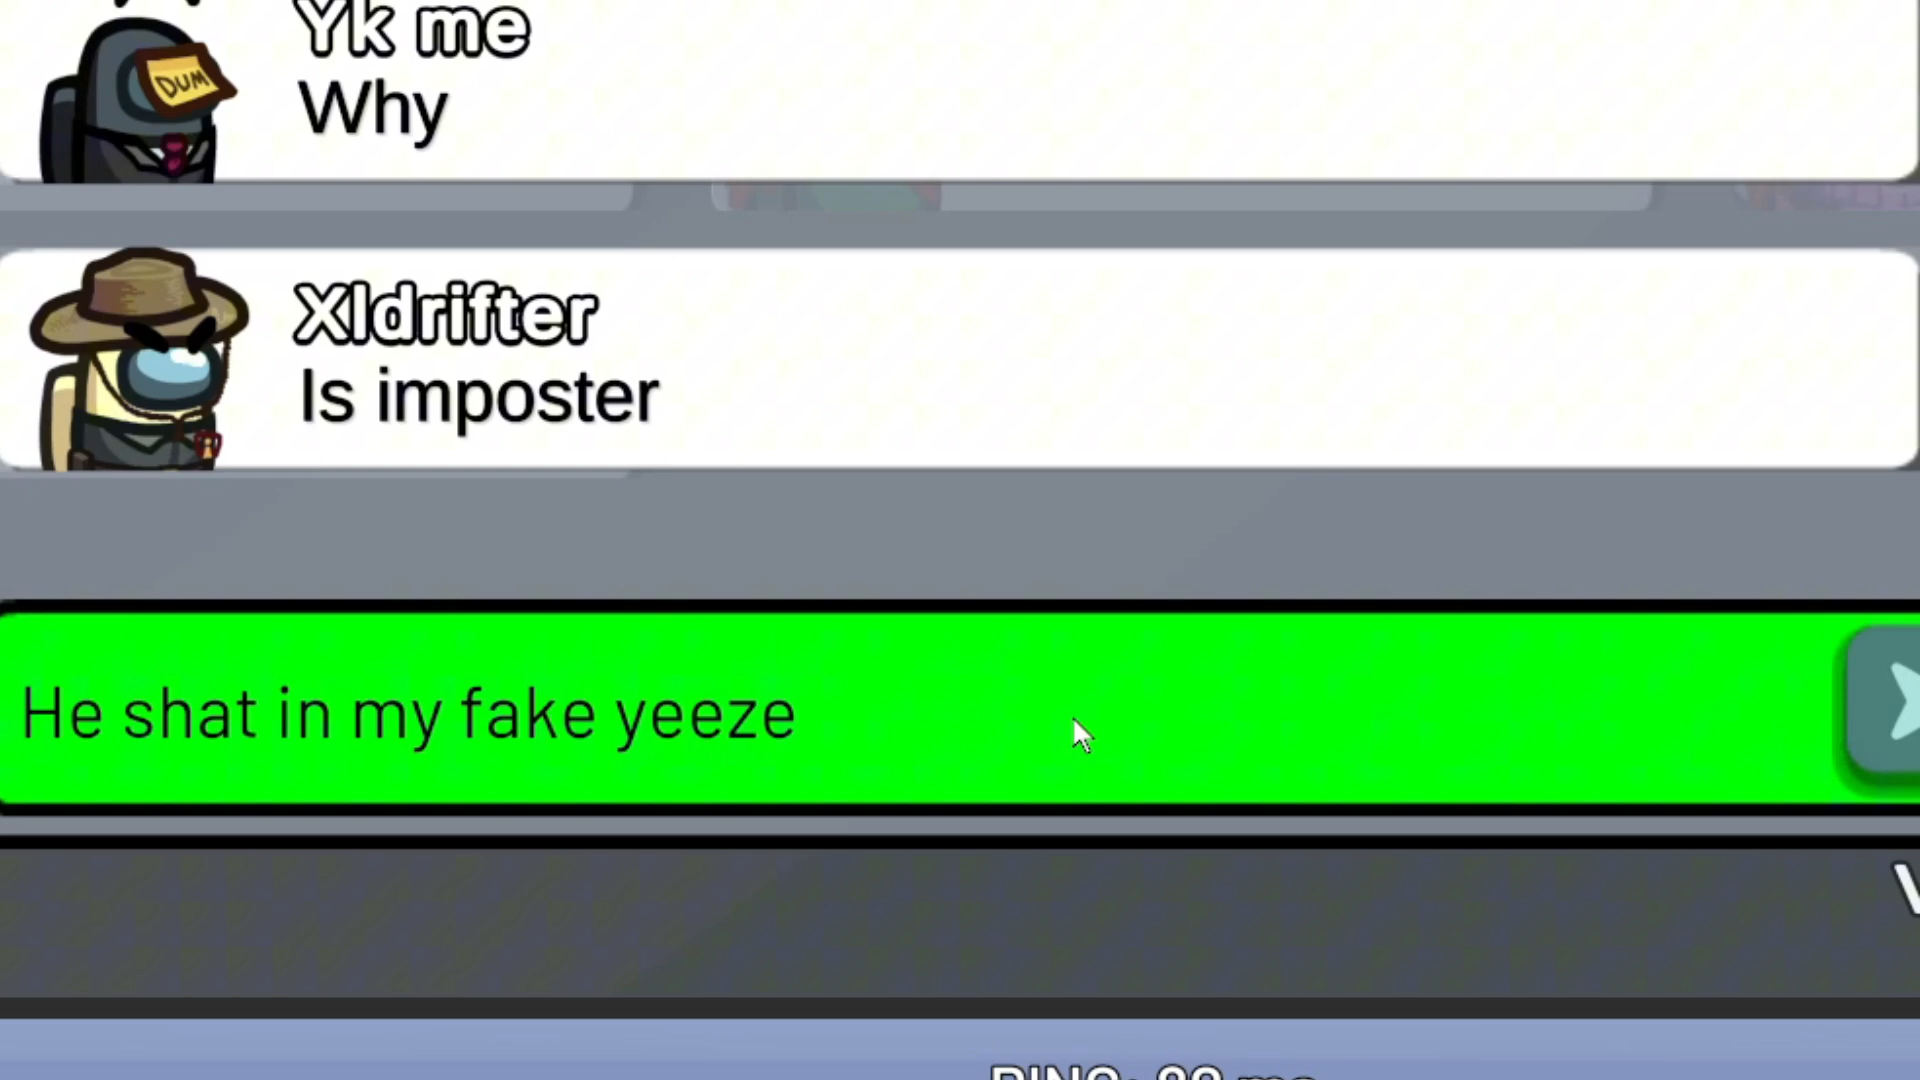 Yk me
DUM
Why
Xldrifter
Is imposter
He shat in my fake yeeze